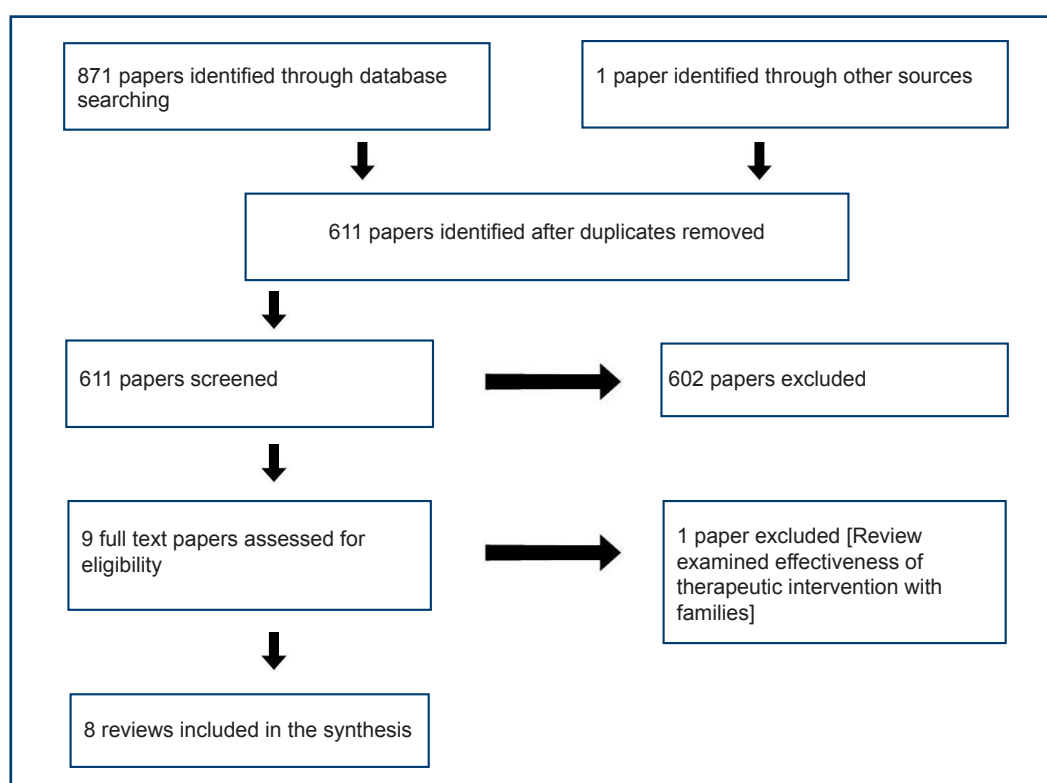 871 papers identified through database
searching
1 paper identified through other sources
611 papers identified after duplicates removed
611 papers screened
602 papers excluded
9 full text papers assessed for
eligibility
1 paper excluded [Review
examined effectiveness of
therapeutic intervention with
families]
8 reviews included in the synthesis